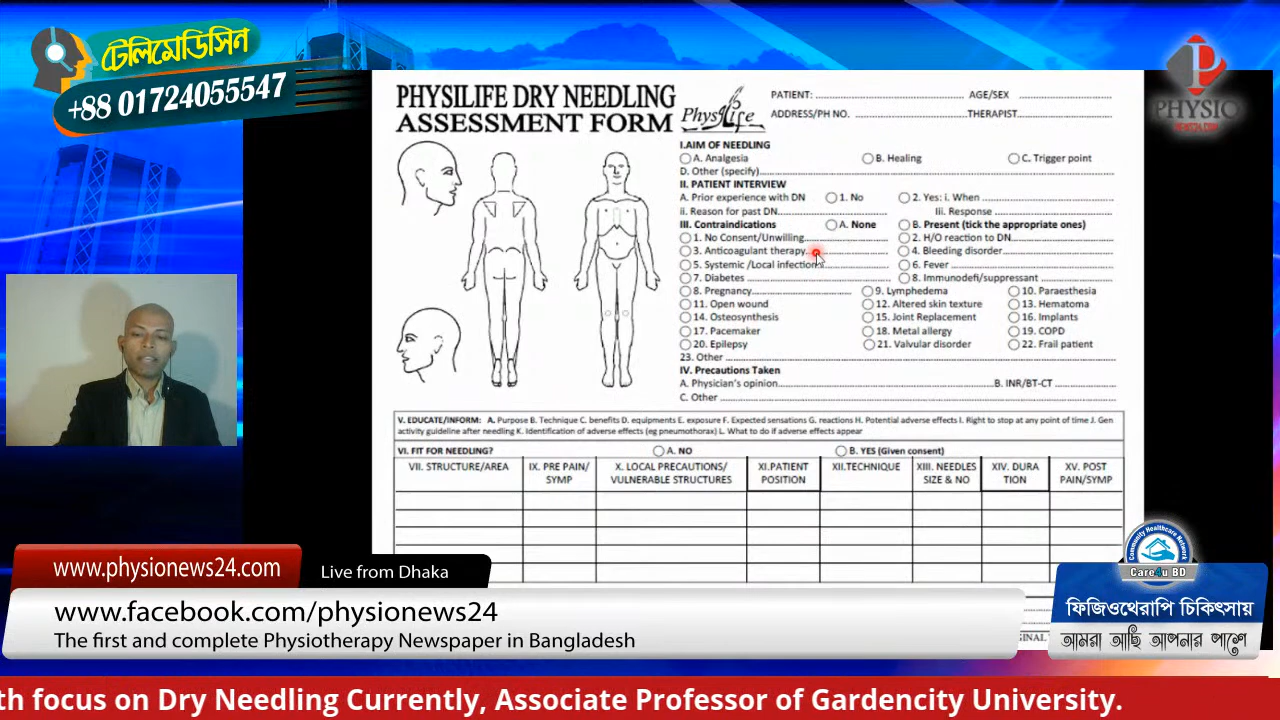 টেলিমেডিসিন
+88 01724055547
PHYSIO
PHYSILIFE DRY NEEDLING
ASSESSMENT FORM
PhysiLife
PATIENT: AGE/SEX
ADDRESS/PH NO. THERAPIST
I.AIM OF NEEDLING
A. Analgesia B. Healing C. Trigger point
D. Other (specify)
II. PATIENT INTERVIEW
A. Prior experience with DN 1. No 2. Yes: i. When
ii. Reason for past DN Iii. Response
III. Contraindications A. None B. Present (tick the appropriate ones)
1. No Consent/Unwilling 2. H/O reaction to DN
3. Anticoagulant therapy 4. Bleeding disorder
5. Systemic /Local infection 6. Fever
7. Diabetes 8. Immunodefi/suppressant
8. Pregnancy 9. Lymphedema 10. Paraesthesia
11. Open wound 12. Altered skin texture 13. Hematoma
14. Osteosynthesis 15. Joint Replacement 16. Implants
17. Pacemaker 18. Metal allergy 19. COPD
20. Epilepsy 21. Valvular disorder 22. Frail patient
23. Other
IV. Precautions Taken
A. Physician's opinion B. INR/BT-CT
C. Other
V. EDUCATE/INFORM: A. Purpose B. Technique C. benefits D. equipments E. exposure F. Expected sensations G. reactions H. Potential adverse effects I. Right to stop at any point of time J. Gen
activity guideline after needling K. Identification of adverse effects (eg pneumothorax) L. What to do if adverse effects appear
VI. FIT FOR NEEDLING? A. NO B. YES (Given consent)
VII. STRUCTURE/AREA IX. PRE PAIN/ X. LOCAL PRECAUTIONS/ XI.PATIENT XII.TECHNIQUE XIII. NEEDLES XIV. DURA XV. POST
SYMP VULNERABLE STRUCTURES POSITION SIZE & NO TION PAIN/SYMP
www.physionews24.com
Live from Dhaka
www.facebook.com/physionews24
The first and complete Physiotherapy Newspaper in Bangladesh
Community Healthcare Network
Care4u BD
ফিজিওথেরাপি চিকিৎসায়
আমরা আছি আপনার পাশে
th focus on Dry Needling Currently, Associate Professor of Gardencity University.